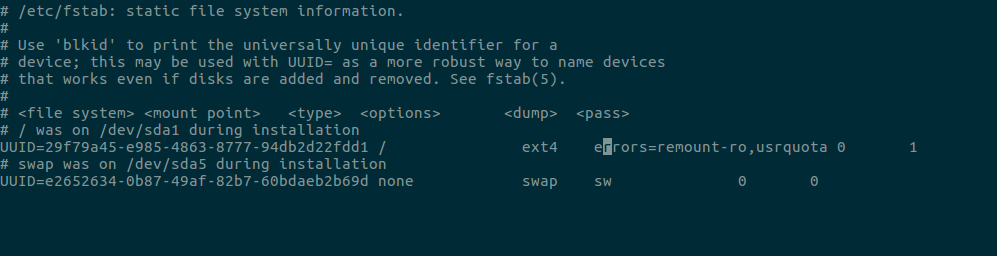 # /etc/fstab: static file system information.
#
# Use 'blkid' to print the universally unique identifier for a
# device; this may be used with UUID= as a more robust way to name devices
# that works even if disks are added and removed. See fstab(5).
#
# <file system> <mount point>   <type>  <options>       <dump>  <pass>
# / was on /dev/sda1 during installation
UUID=29f79a45-e985-4863-8777-94db2d22fdd1 /               ext4    errors=remount-ro,usrquota 0       1
# swap was on /dev/sda5 during installation
UUID=e2652634-0b87-49af-82b7-60bdaeb2b69d none            swap    sw              0       0